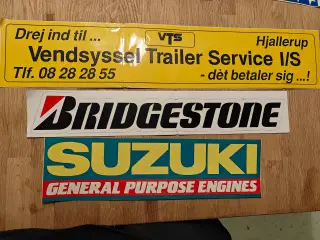 Drej ind til ... VTS Hjallerup
Vendsyssel Trailer Service I/S
Tlf. 08 28 28 55 - dèt betaler sig ...!
BRIDGESTONE
SUZUKI
GENERAL PURPOSE ENGINES